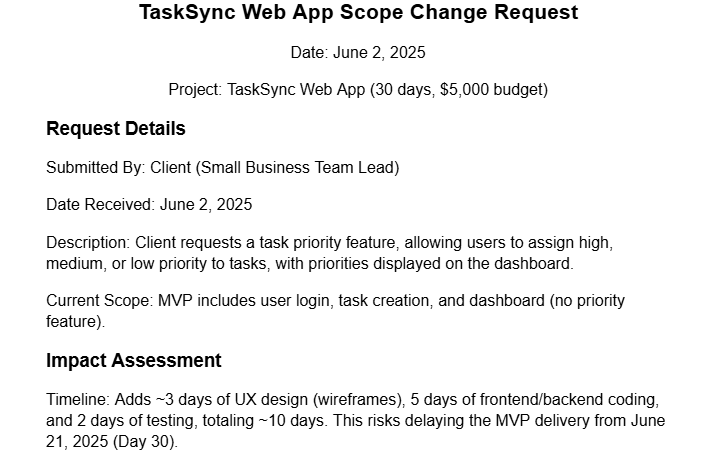 TaskSync Web App Scope Change Request
Date: June 2, 2025
Project: TaskSync Web App (30 days, $5,000 budget)
Request Details
Submitted By: Client (Small Business Team Lead)
Date Received: June 2, 2025
Description: Client requests a task priority feature, allowing users to assign high,
medium, or low priority to tasks, with priorities displayed on the dashboard.
Current Scope: MVP includes user login, task creation, and dashboard (no priority
feature).
Impact Assessment
Timeline: Adds ~3 days of UX design (wireframes), 5 days of frontend/backend coding,
and 2 days of testing, totaling ~10 days. This risks delaying the MVP delivery from June
21, 2025 (Day 30).